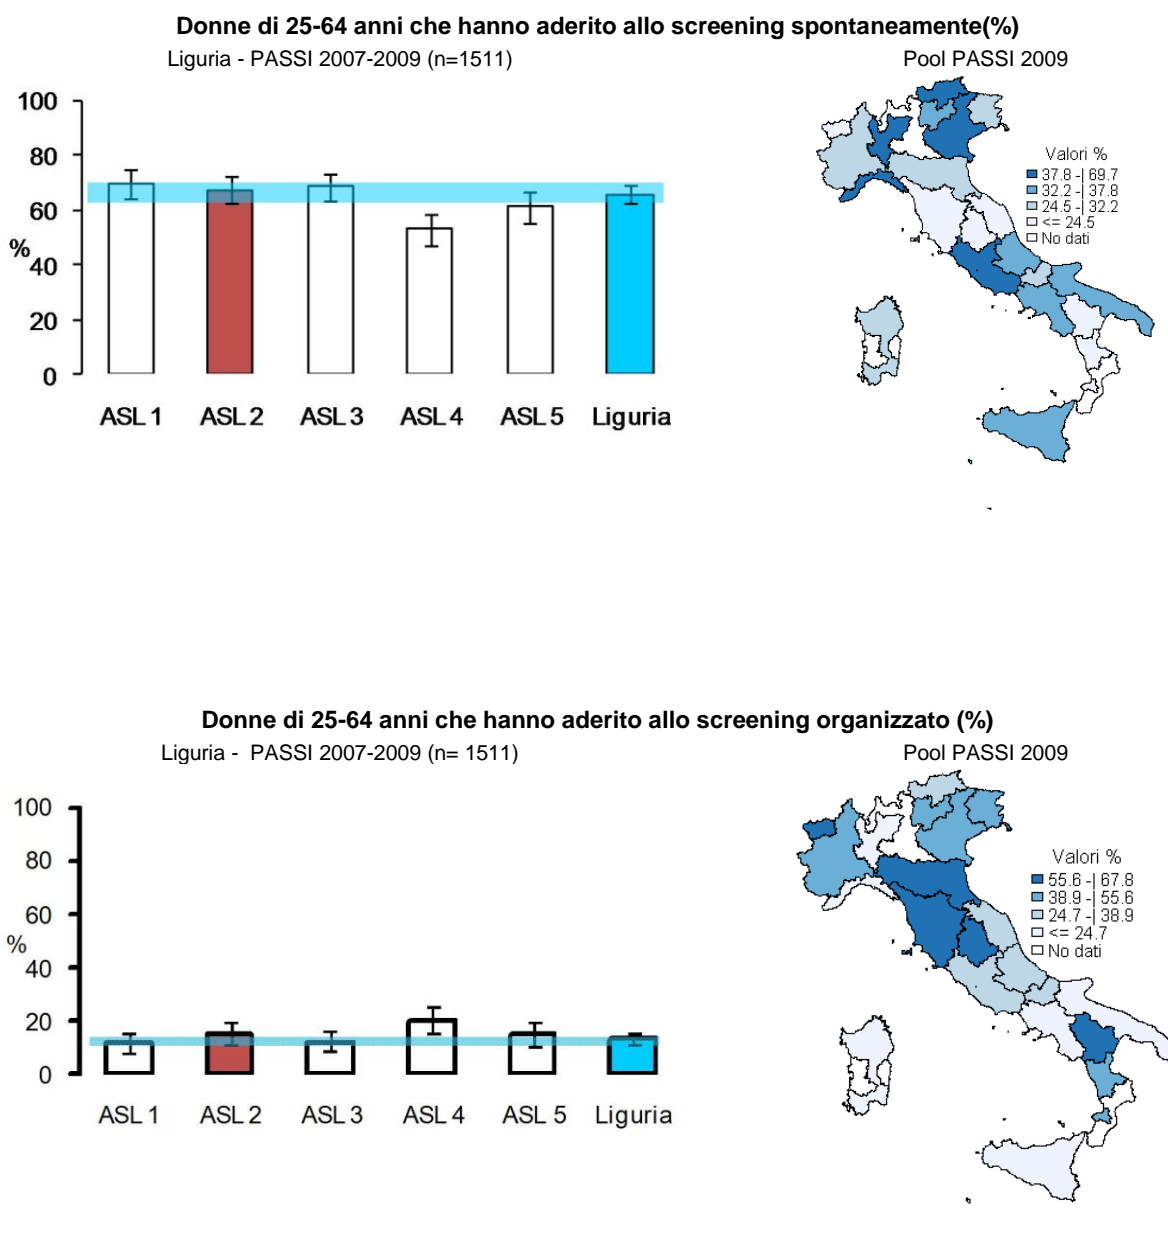 Donne di 25-64 anni che hanno aderito allo screening spontaneamente(%)
Liguria - PASSI 2007-2009 (n=1511)
Pool PASSI 2009
100
80
60
%
40
20
0
ASL 1 ASL 2 ASL 3 ASL 4 ASL 5 Liguria
Valori %
37.8 -| 69.7
32.2 -| 37.8
24.5 -| 32.2
<= 24.5
No dati
Donne di 25-64 anni che hanno aderito allo screening organizzato (%)
Liguria - PASSI 2007-2009 (n= 1511)
Pool PASSI 2009
100
80
60
%
40
20
0
ASL 1 ASL 2 ASL 3 ASL 4 ASL 5 Liguria
Valori %
55.6 -| 67.8
38.9 -| 55.6
24.7 -| 38.9
<= 24.7
No dati